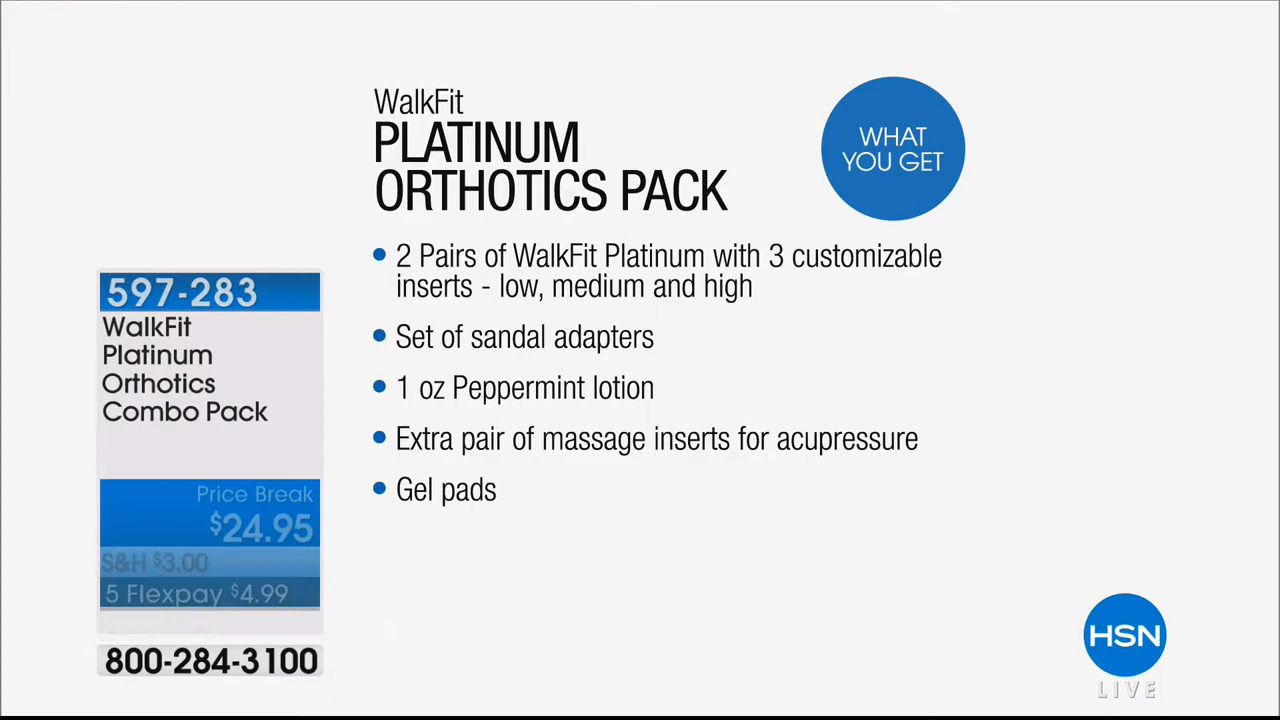 WalkFit
PLATINUM
ORTHOTICS PACK
WHAT
YOU GET
• 2 Pairs of WalkFit Platinum with 3 customizable
inserts - low, medium and high
• Set of sandal adapters
• 1 oz Peppermint lotion
• Extra pair of massage inserts for acupressure
• Gel pads
597-283
WalkFit
Platinum
Orthotics
Combo Pack
Price Break
$24.95
S&H $3.00
5 Flexpay $4.99
800-284-3100
HSN
LIVE